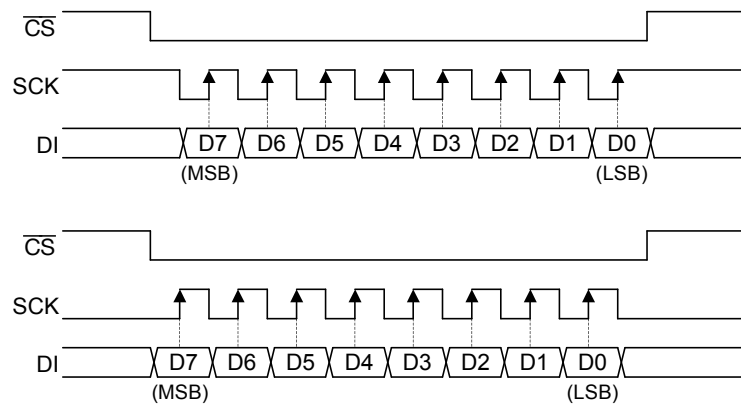 CS
SCK
DI D7 D6 D5 D4 D3 D2 D1 D0
(MSB) (LSB)
CS
SCK
DI D7 D6 D5 D4 D3 D2 D1 D0
(MSB) (LSB)